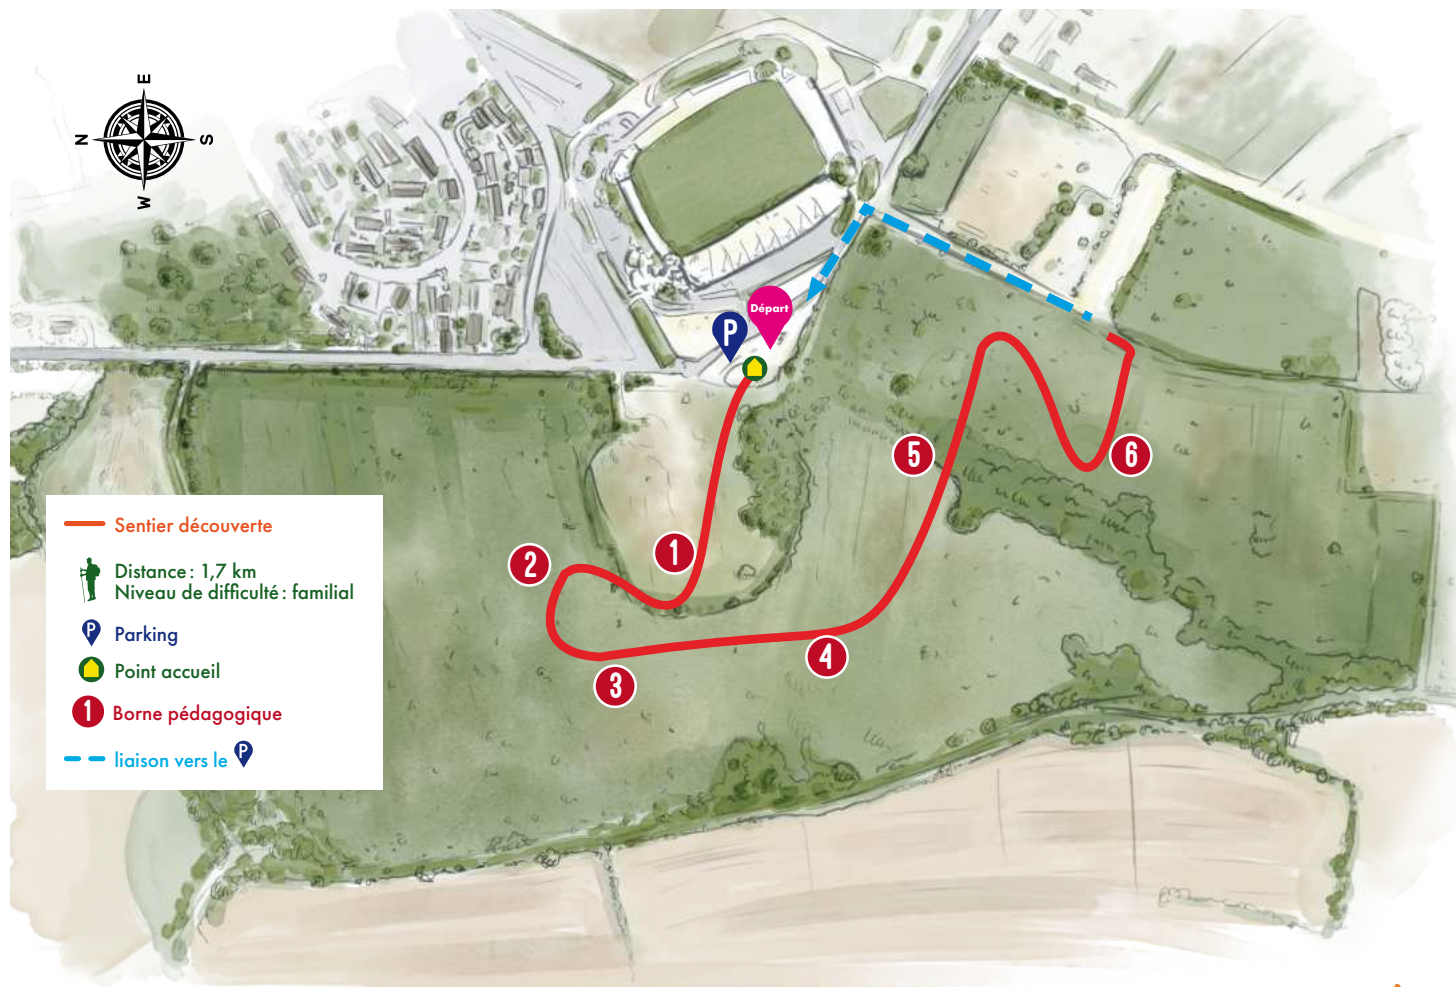 E
N
S
W
Départ
P
5
6
1
2
4
3
Sentier découverte
Distance : 1,7 km
Niveau de difficulté : familial
P Parking
Point accueil
1 Borne pédagogique
liaison vers le P